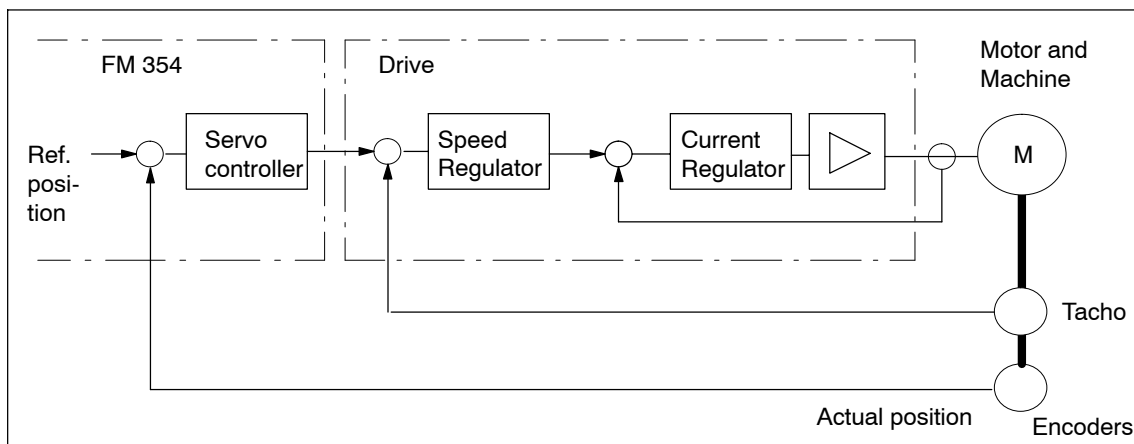 FM 354
Drive
Motor and
Machine
Ref.
posi-
tion
Servo
controller
Speed
Regulator
Current
Regulator
M
Tacho
Actual position
Encoders